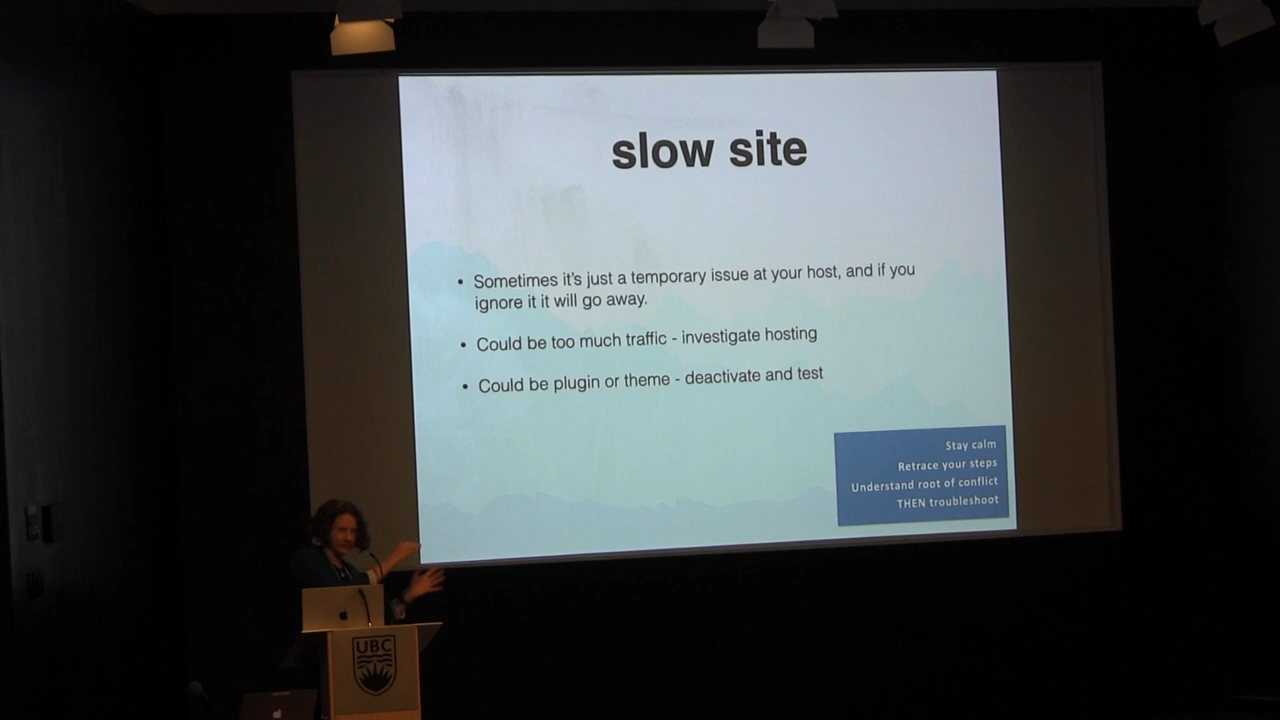 slow site
• Sometimes it's just a temporary issue at your host, and if you
ignore it it will go away.
• Could be too much traffic - investigate hosting
• Could be plugin or theme - deactivate and test
Stay calm
Retrace your steps
Understand root of conflict
THEN troubleshoot
UBC